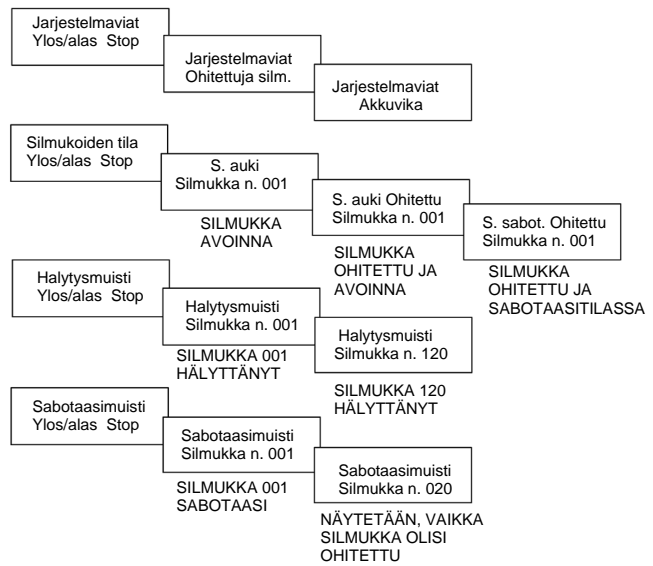 Jarjestelmaviat
Ylos/alas Stop
Jarjestelmaviat
Ohitettuja silm.
Jarjestelmaviat
Akkuvika
Silmukoiden tila
Ylos/alas Stop
S. auki
Silmukka n. 001
SILMUKKA
AVOINNA
S. auki Ohitettu
Silmukka n. 001
SILMUKKA
OHITETTU JA
AVOINNA
S. sabot. Ohitettu
Silmukka n. 001
SILMUKKA
OHITETTU JA
SABOTAASITILASSA
Halytysmuisti
Ylos/alas Stop
Halytysmuisti
Silmukka n. 001
SILMUKKA 001
HÄLYTTÄNYT
Halytysmuisti
Silmukka n. 120
SILMUKKA 120
HÄLYTTÄNYT
Sabotaasimuisti
Ylos/alas Stop
Sabotaasimuisti
Silmukka n. 001
SILMUKKA 001
SABOTAASI
Sabotaasimuisti
Silmukka n. 020
NÄYTETÄÄN, VAIKKA
SILMUKKA OLISI
OHITETTU